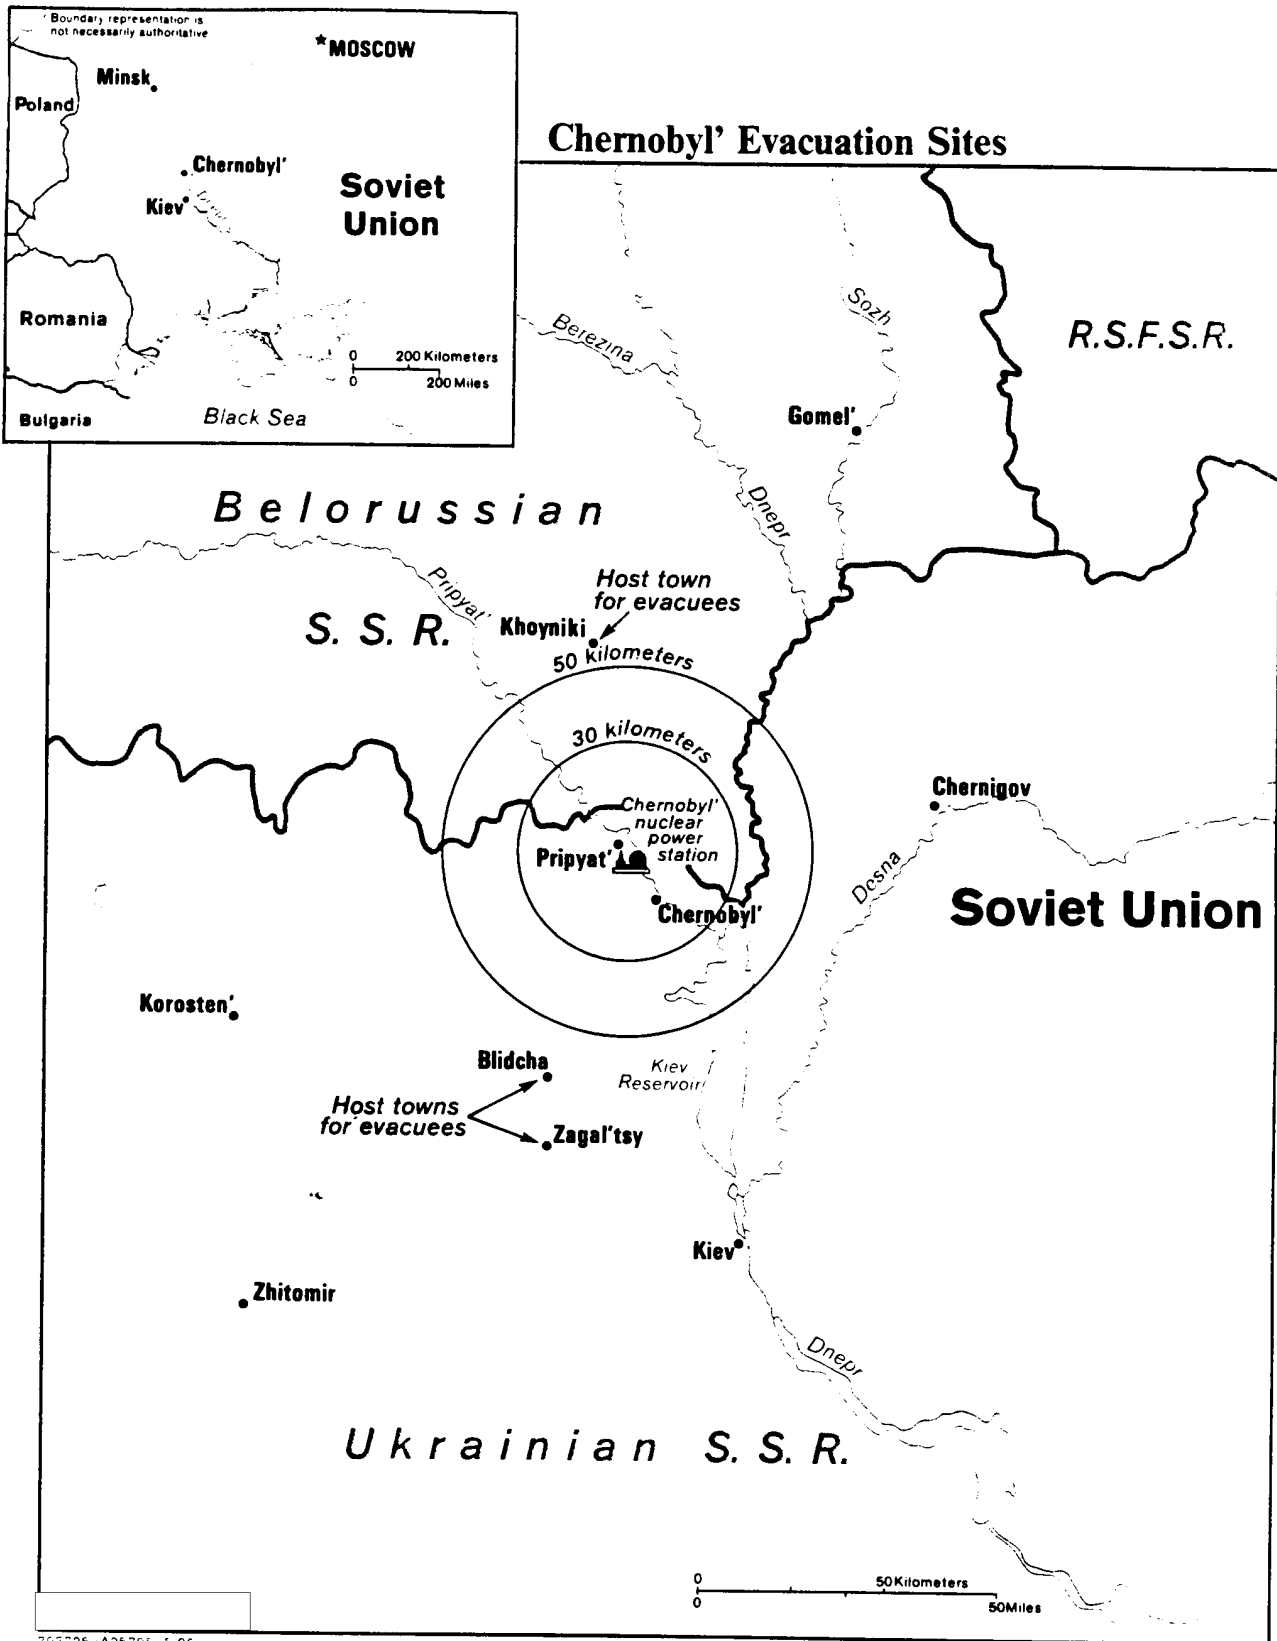 Boundary representation is
not necessarily authoritative
MOSCOW
Minsk
Poland
Chernobyl'
Kiev
Soviet
Union
Romania
0 200 Kilometers
0 200 Miles
Bulgaria
Black Sea
Chernobyl' Evacuation Sites
Sozh
Berezina
R.S.F.S.R.
Gomel'
Belorussian
Dnepr
Pripyat'
Host town
for evacuees
S. S. R.
Khoyniki
50 kilometers
30 kilometers
Chernobyl'
nuclear
power
station
Pripyat'
Chernobyl'
Chernigov
Desna
Soviet Union
Korosten'
Blidcha
Kiev
Reservoir
Host towns
for evacuees
Zagal'tsy
Kiev
Zhitomir
Dnepr
Ukrainian S. S. R.
0 50 Kilometers
0 50 Miles